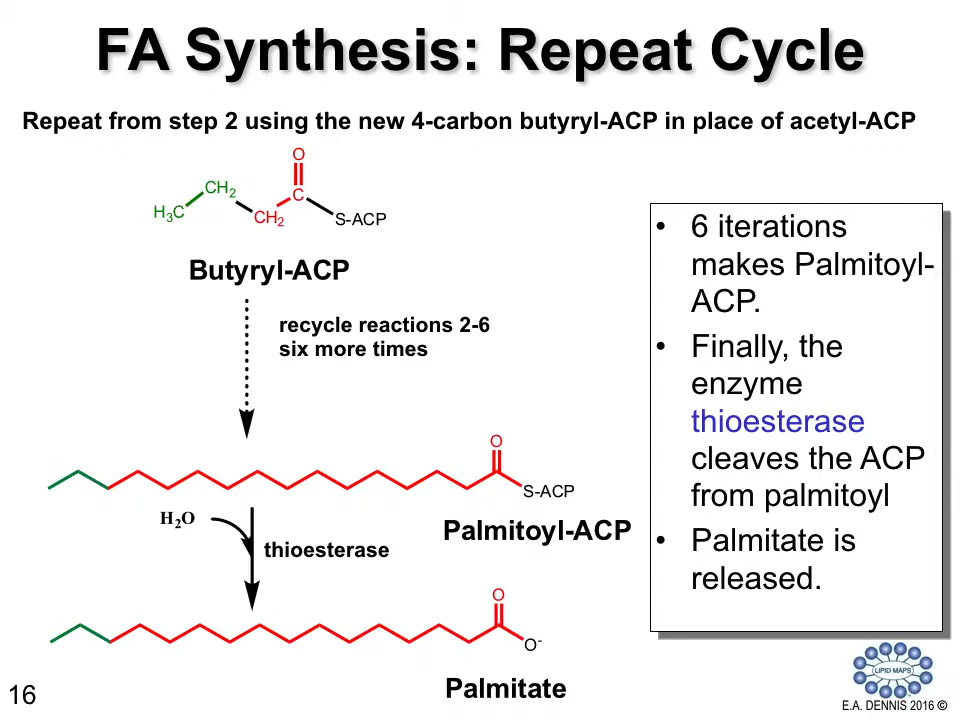 FA Synthesis: Repeat Cycle
Repeat from step 2 using the new 4-carbon butyryl-ACP in place of acetyl-ACP
O
CH2
C
H3C
CH2
S-ACP
Butyryl-ACP
recycle reactions 2-6
six more times
O
S-ACP
H2O
Palmitoyl-ACP
thioesterase
O
O-
Palmitate
• 6 iterations
makes Palmitoyl-
ACP.
• Finally, the
enzyme
thioesterase
cleaves the ACP
from palmitoyl
• Palmitate is
released.
LIPID MAPS
E.A. DENNIS 2016 ©
16